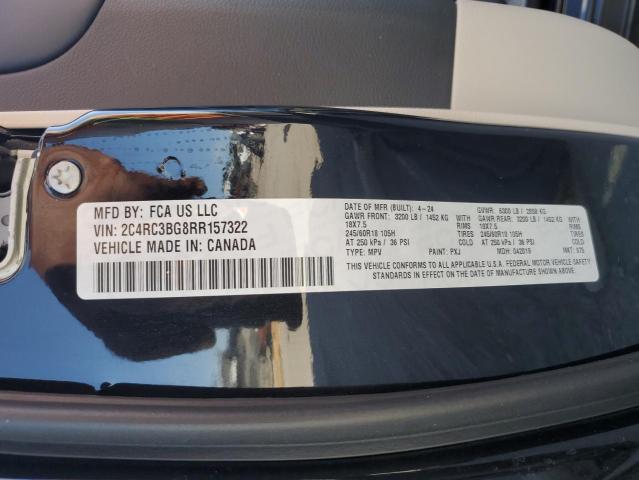 MFD BY: FCA US LLC
VIN: 2C4RC3BG8RR157322
VEHICLE MADE IN: CANADA
DATE OF MFR (BUILT): 4-24 GVWR: 6300 LB / 2858 KG
GAWR FRONT: 3200 LB / 1452 KG GAWR REAR: 3200 LB / 1452 KG
18X7.5 RIMS 18X7.5
245/60R18 105H TIRES 245/60R18 105H
AT 250 kPa / 36 PSI AT 250 kPa / 36 PSI
TYPE: MPV PAINT: PXJ MDH: 042019 575
THIS VEHICLE CONFORMS TO ALL APPLICABLE U.S.A. FEDERAL MOTOR VEHICLE SAFETY
STANDARDS IN EFFECT ON THE DATE OF MANUFACTURE SHOWN ABOVE.